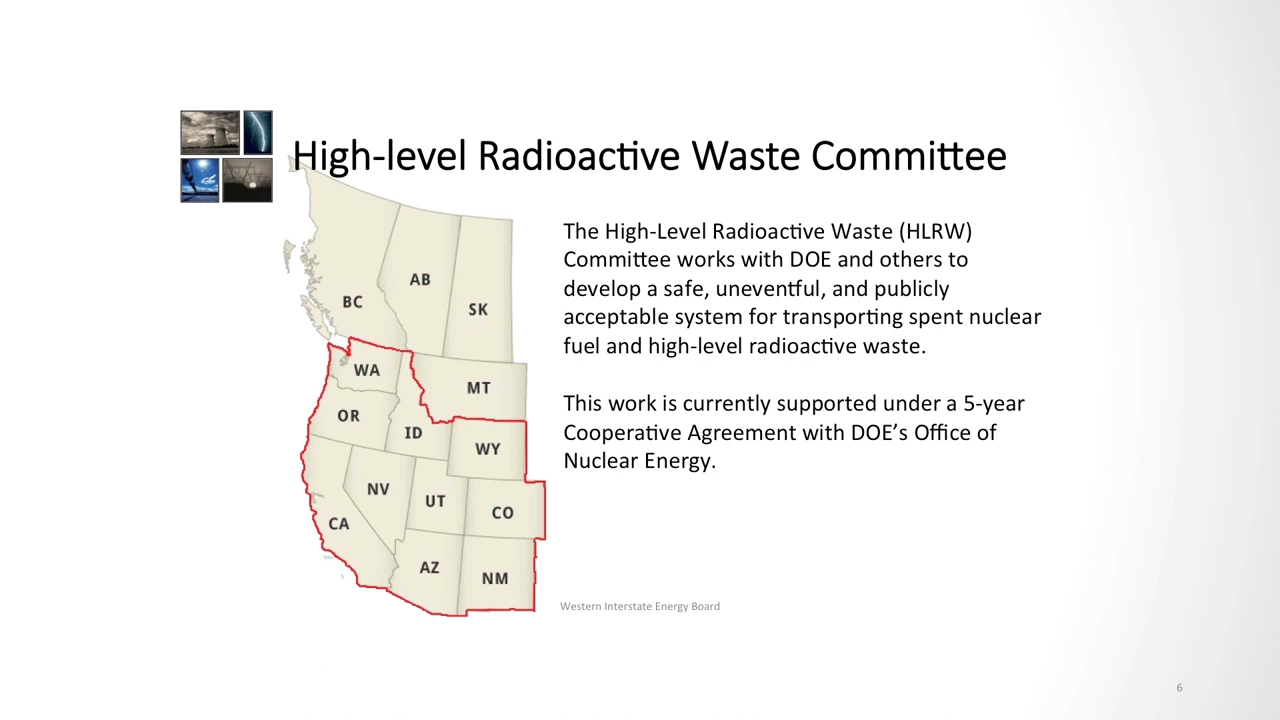 High-level Radioactive Waste Committee
The High-Level Radioactive Waste (HLRW)
Committee works with DOE and others to
develop a safe, uneventful, and publicly
acceptable system for transporting spent nuclear
fuel and high-level radioactive waste.
This work is currently supported under a 5-year
Cooperative Agreement with DOE’s Office of
Nuclear Energy.
AB
BC
SK
WA
MT
OR
ID
WY
NV
UT
CO
CA
AZ
NM
Western Interstate Energy Board
6